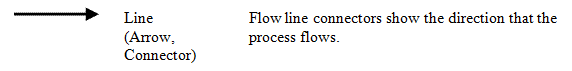 Line
(Arrow,
Connector)
Flow line connectors show the direction that the
process flows.